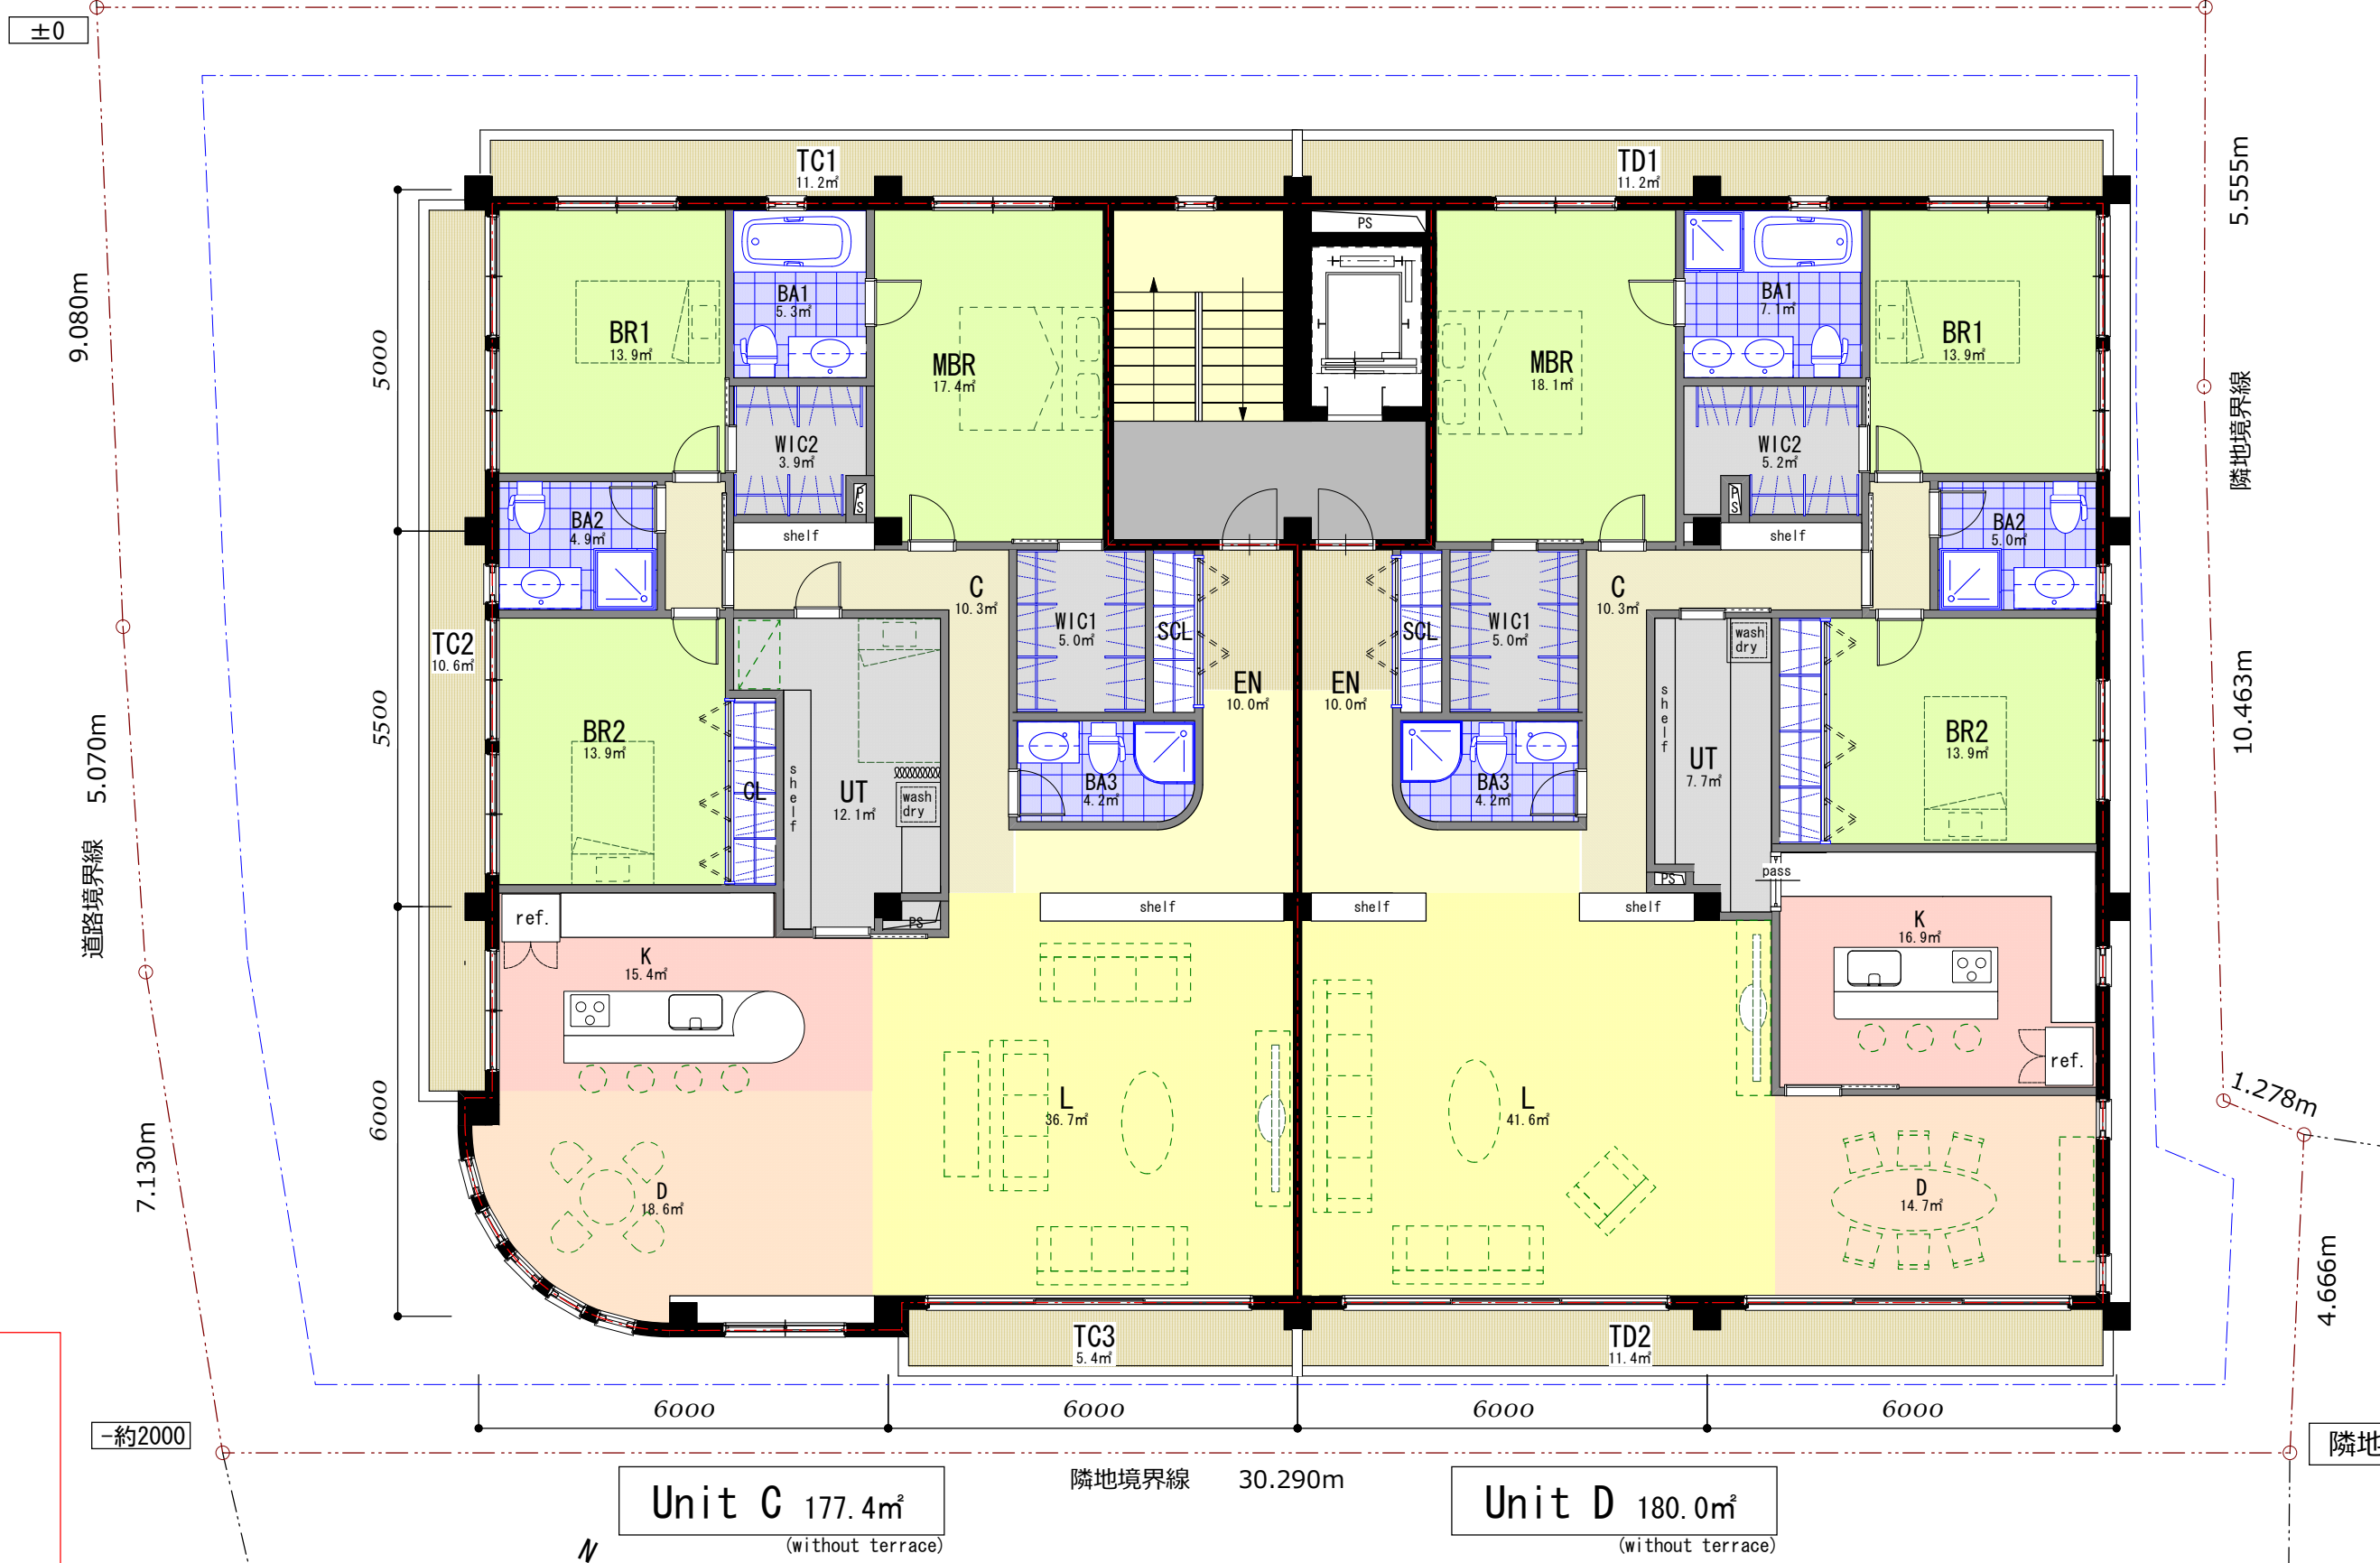 ±0
TC1
11.2㎡
TD1
11.2㎡
5.555m
9.080m
5000
BR1
13.9㎡
BA1
5.3㎡
MBR
17.4㎡
PS
MBR
18.1㎡
BA1
7.1㎡
BR1
13.9㎡
隣地境界線
WIC2
3.9㎡
PS
WIC2
5.2㎡
PS
BA2
4.9㎡
shelf
shelf
BA2
5.0㎡
C
10.3㎡
C
10.3㎡
TC2
10.6㎡
WIC1
5.0㎡
SCL
SCL
WIC1
5.0㎡
wash
dry
EN
10.0㎡
EN
10.0㎡
shelf
10.463m
5500
5.070m
道路境界線
BR2
13.9㎡
CL
shelf
UT
12.1㎡
wash
dry
BA3
4.2㎡
BA3
4.2㎡
UT
7.7㎡
BR2
13.9㎡
PS
pass
ref.
PS
shelf
shelf
shelf
K
15.4㎡
K
16.9㎡
ref.
6000
7.130m
L
36.7㎡
L
41.6㎡
1.278m
D
18.6㎡
D
14.7㎡
4.666m
TC3
5.4㎡
TD2
11.4㎡
6000
6000
6000
6000
-約2000
隣地
隣地境界線 30.290m
Unit C 177.4㎡
(without terrace)
Unit D 180.0㎡
(without terrace)
N